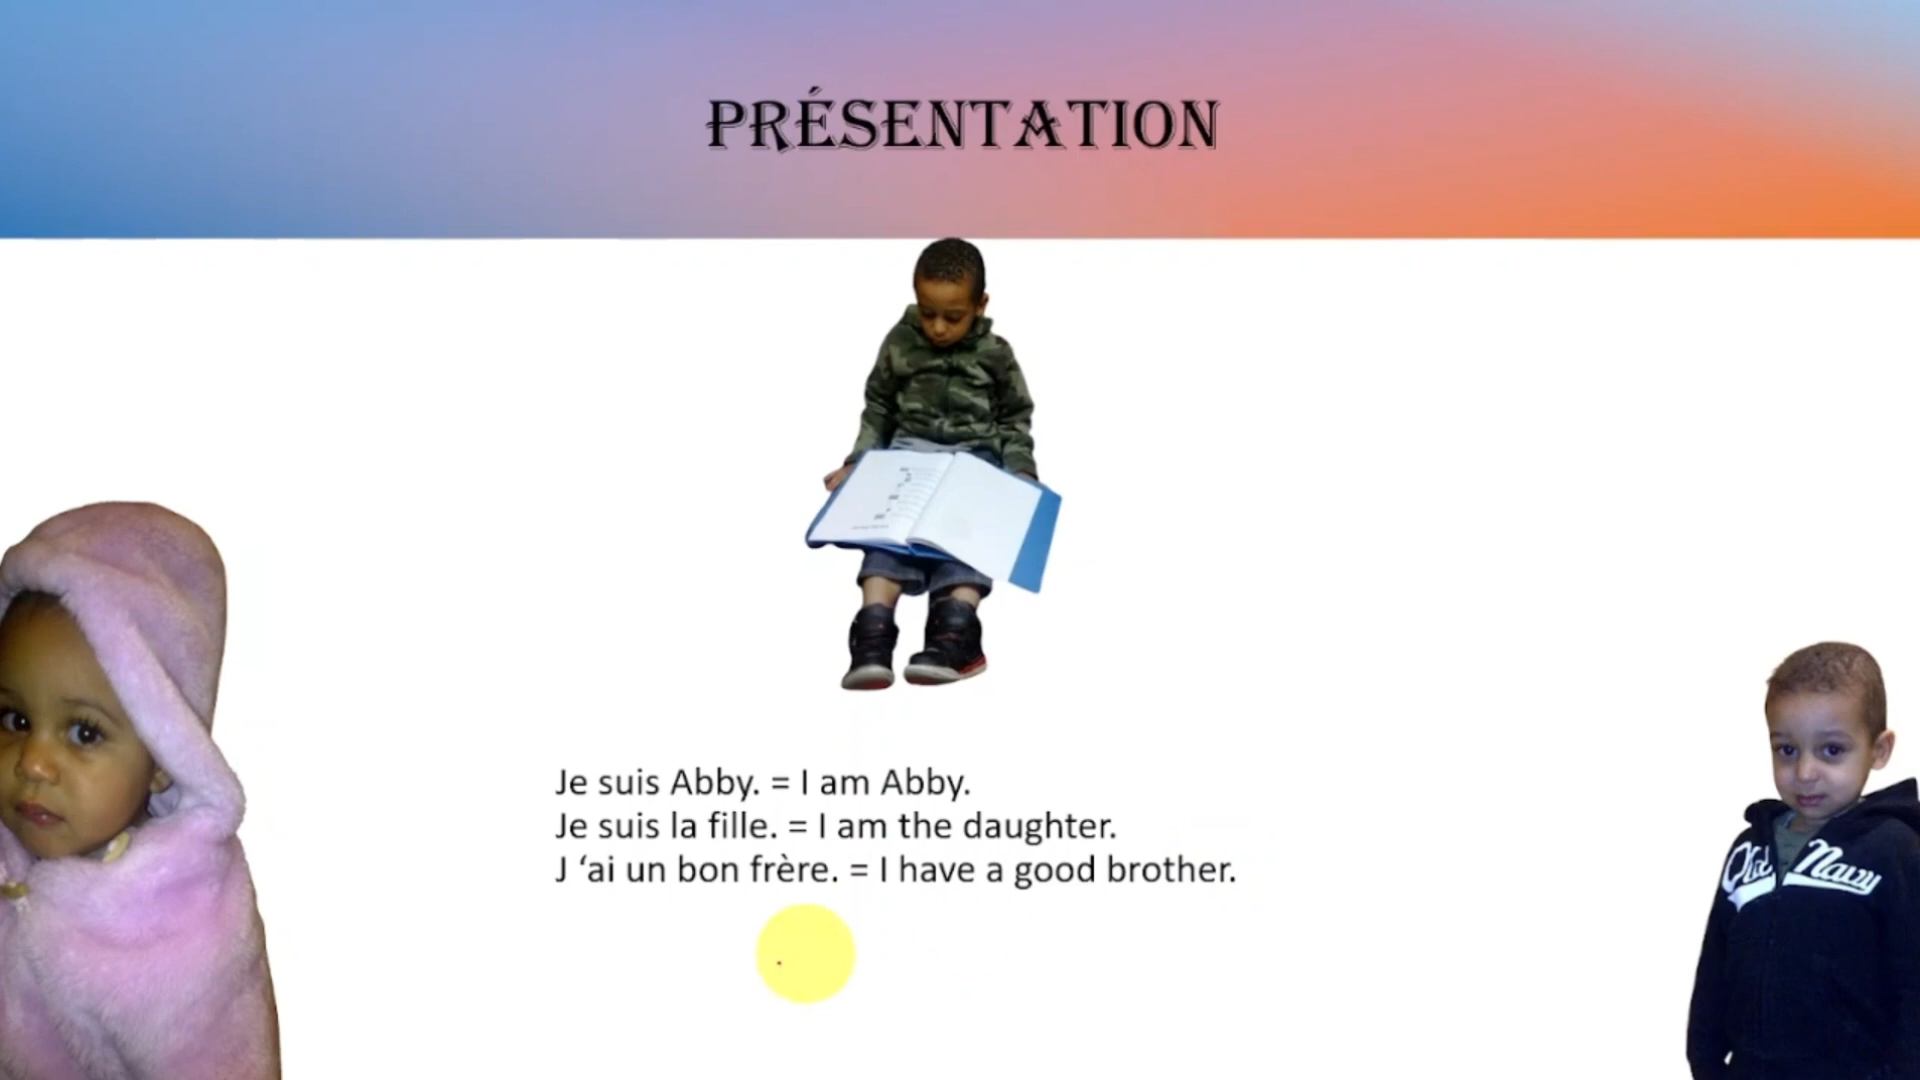 PRÉSENTATION
Je suis Abby. = I am Abby.
Je suis la fille. = I am the daughter.
J ‘ai un bon frère. = I have a good brother.
Old Navy